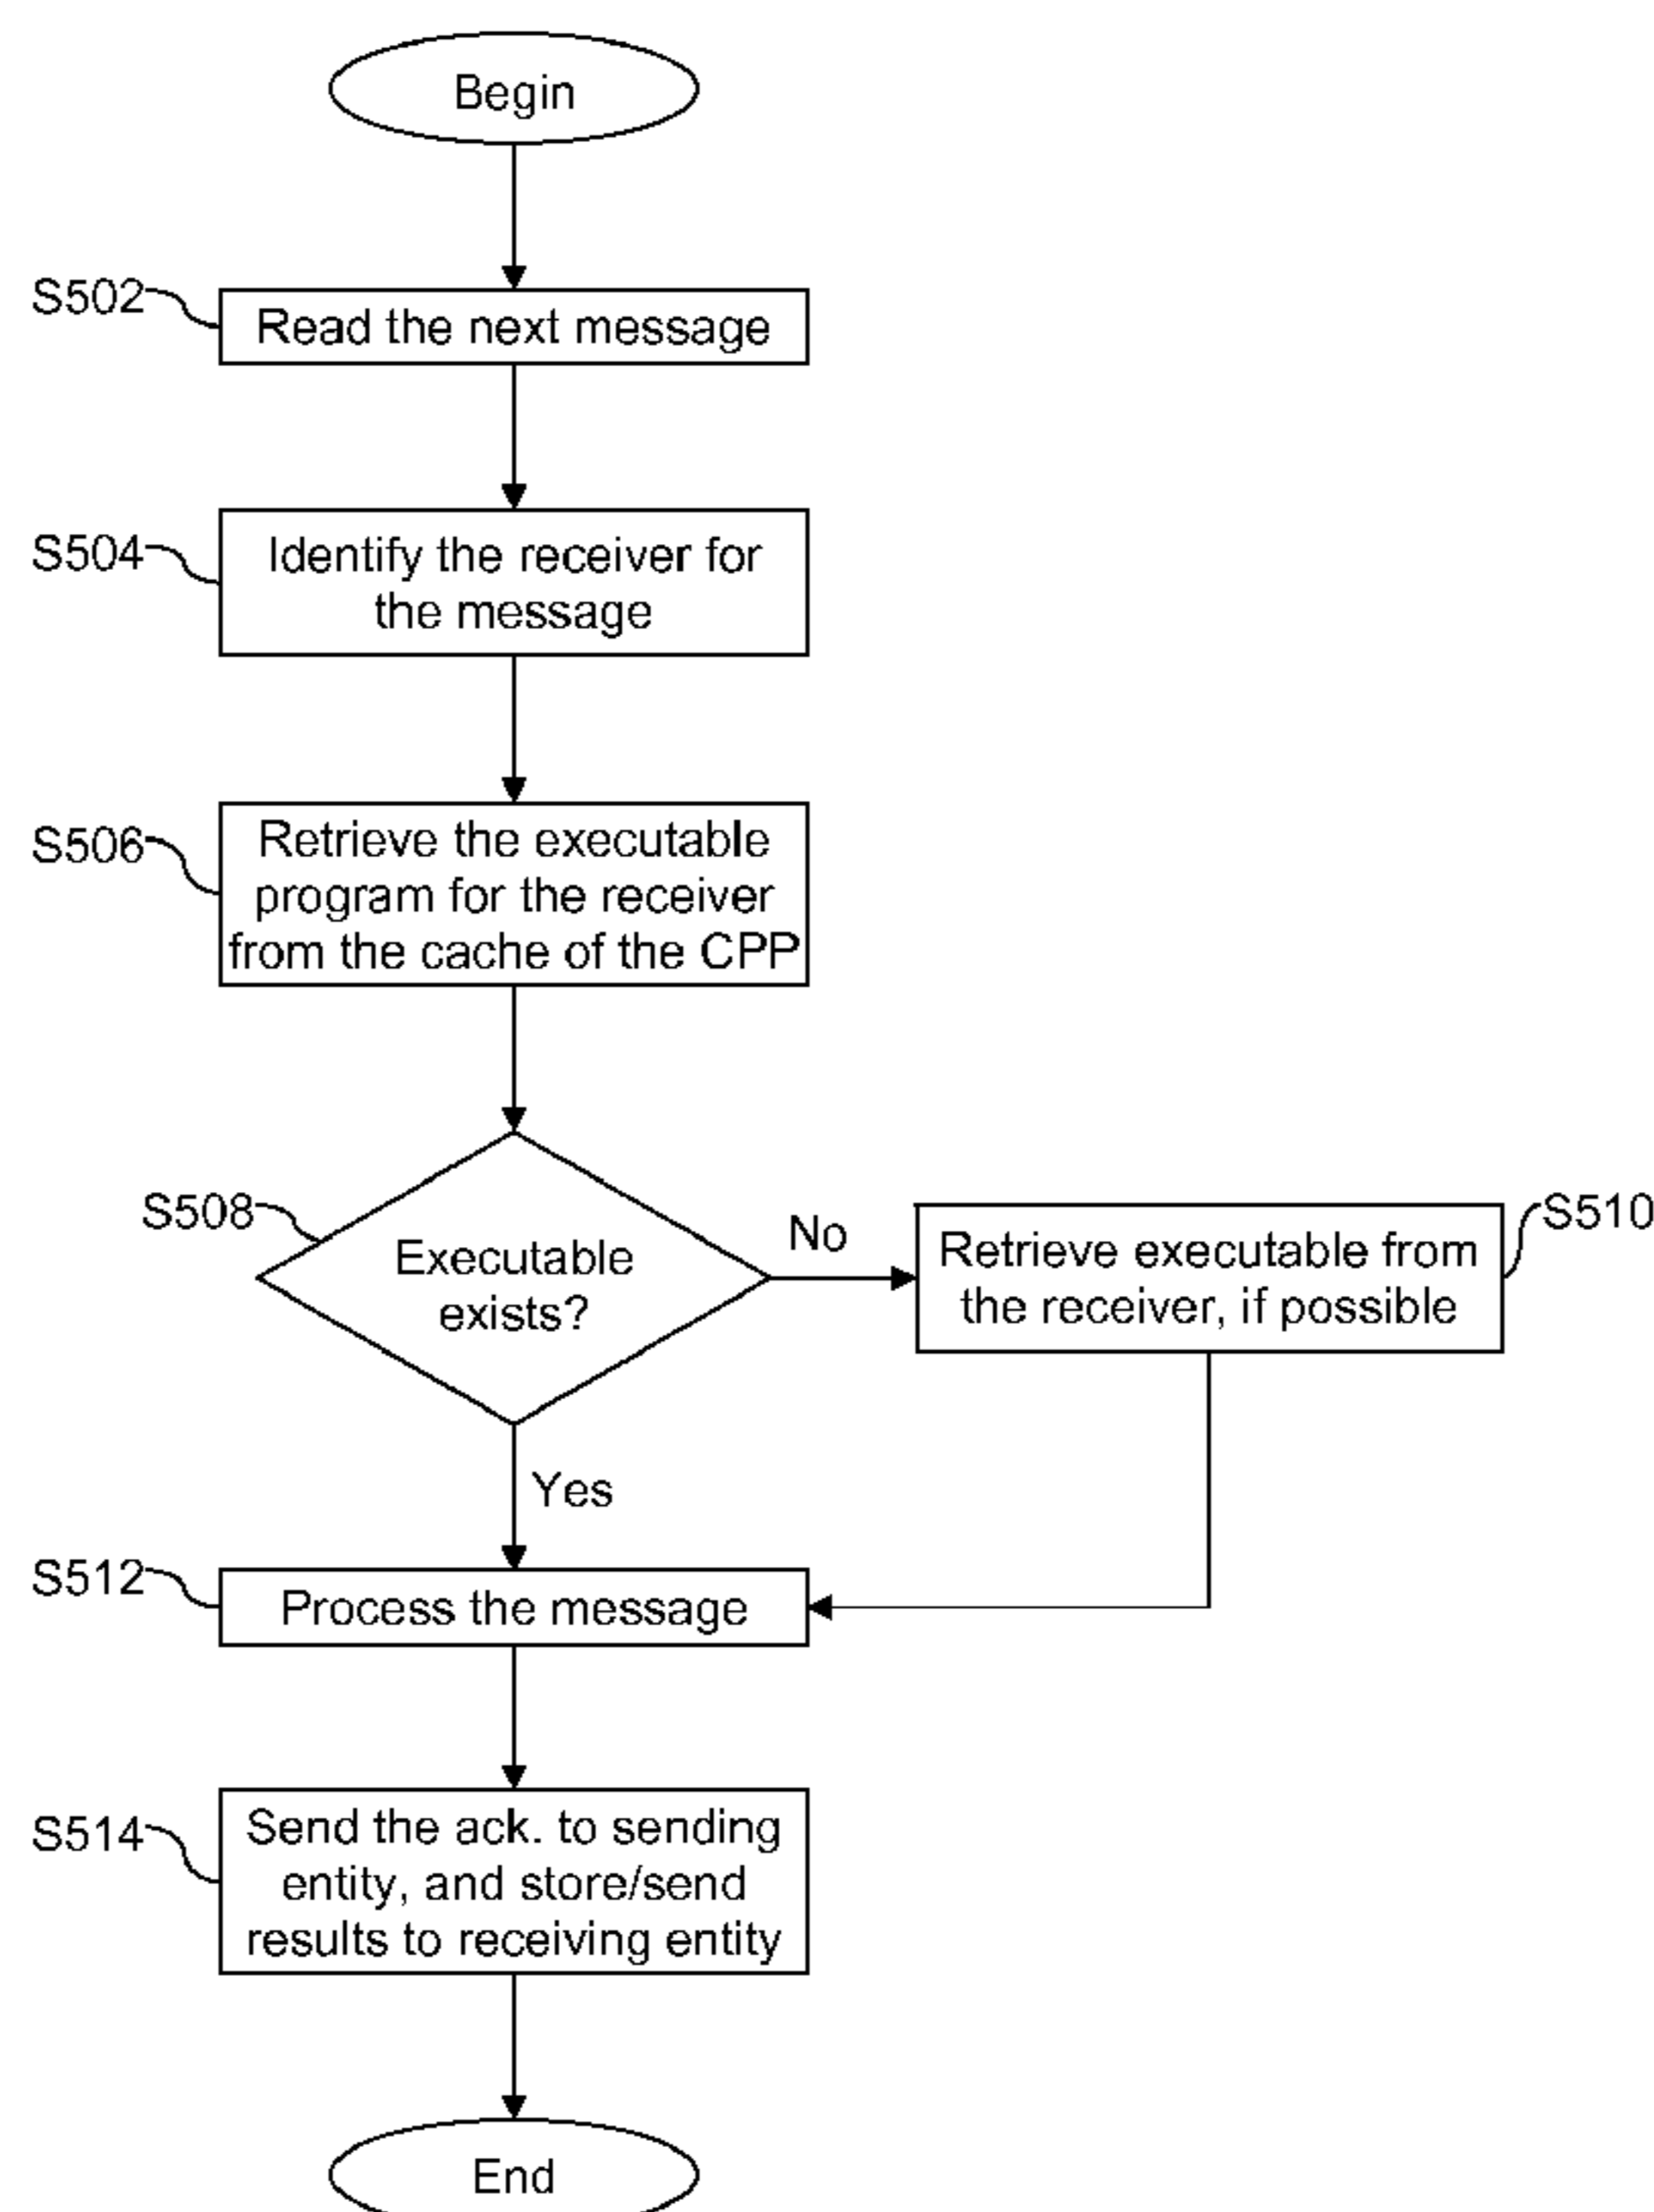 Begin
S502
Read the next message
S504
Identify the receiver for
the message
S506
Retrieve the executable
program for the receiver
from the cache of the CPP
S508
Executable
exists?
No
Retrieve executable from
the receiver, if possible
S510
Yes
S512
Process the message
S514
Send the ack. to sending
entity, and store/send
results to receiving entity
End